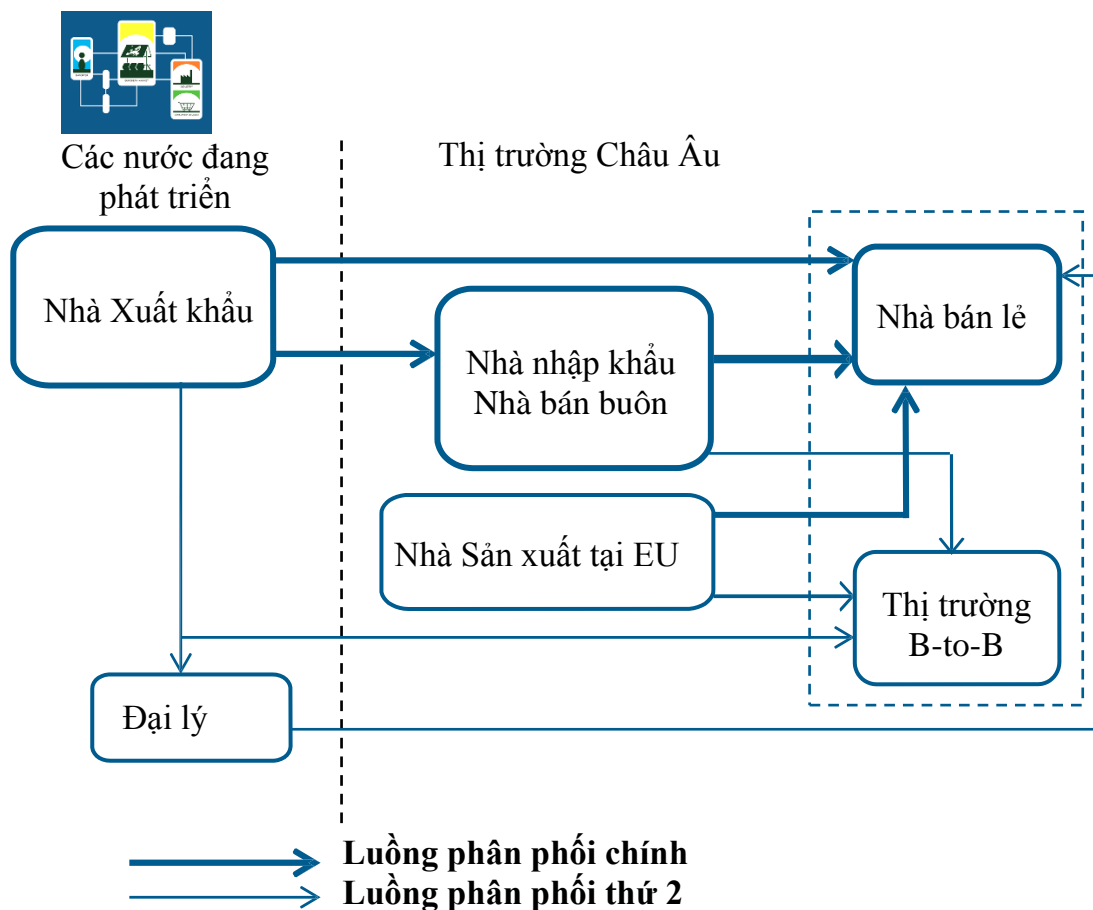 Các nước đang
phát triển
Thị trường Châu Âu
Nhà Xuất khẩu
Nhà bán lẻ
Nhà nhập khẩu
Nhà bán buôn
Nhà Sản xuất tại EU
Thị trường
B-to-B
Đại lý
Luồng phân phối chính
Luồng phân phối thứ 2